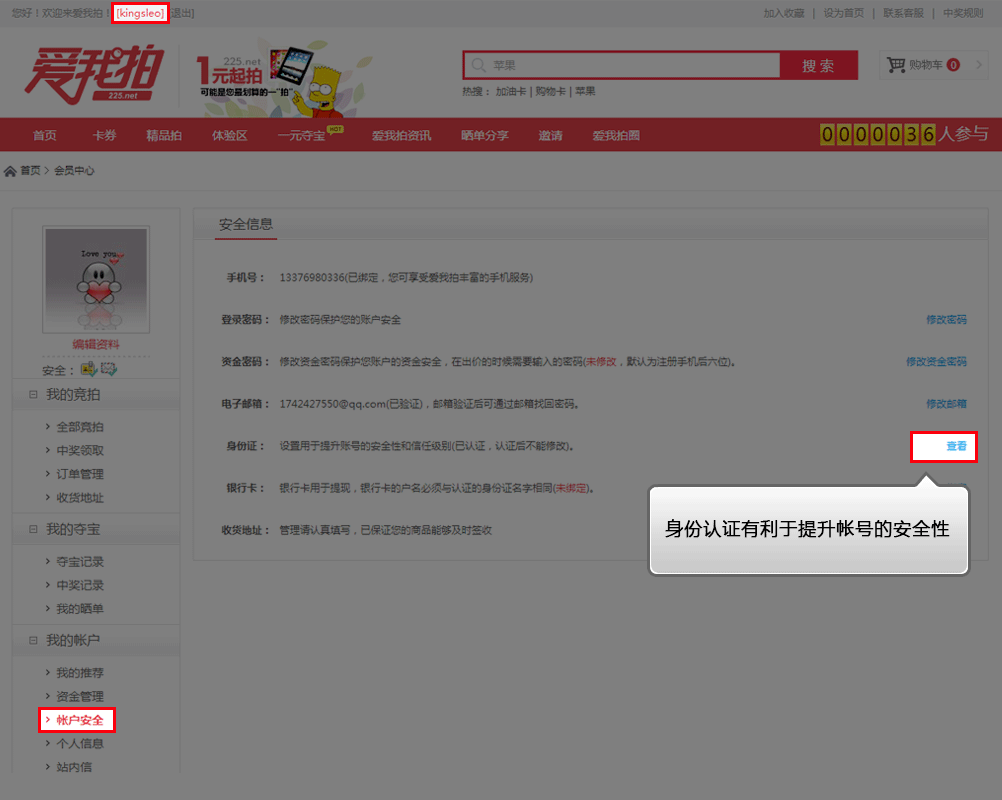 您好！欢迎来爱我拍！[kingsleo][退出]
加入收藏 | 设为首页 | 联系客服 | 中奖规则
爱我拍
225.net
225.net
1元起拍
可能是您最划算的一"拍"
苹果
搜索
购物车 0
热搜： 加油卡 | 购物卡 | 苹果
首页 卡券 精品拍 体验区 一元夺宝 HOT 爱我拍资讯 晒单分享 邀请 爱我拍圈
0000036人参与
首页 > 会员中心
Love you...
编辑资料
安全：
我的竞拍
全部竞拍
中奖领取
订单管理
收货地址
我的夺宝
夺宝记录
中奖记录
我的晒单
我的帐户
我的推荐
资金管理
帐户安全
个人信息
站内信
安全信息
手机号： 13376980336(已绑定，您可享受爱我拍丰富的手机服务)
登录密码： 修改密码保护您的账户安全 修改密码
资金密码： 修改资金密码保护您账户的资金安全，在出价的时候需要输入的密码(未修改，默认为注册手机后六位)。 修改资金密码
电子邮箱： 1742427550@qq.com(已验证)，邮箱验证后可通过邮箱找回密码。 修改邮箱
身份证： 设置用于提升账号的安全性和信任级别(已认证，认证后不能修改)。 查看
银行卡： 银行卡用于提现，银行卡的户名必须与认证的身份证名字相同(未绑定)。
收货地址： 管理请认真填写，已保证您的商品能够及时签收
身份认证有利于提升帐号的安全性